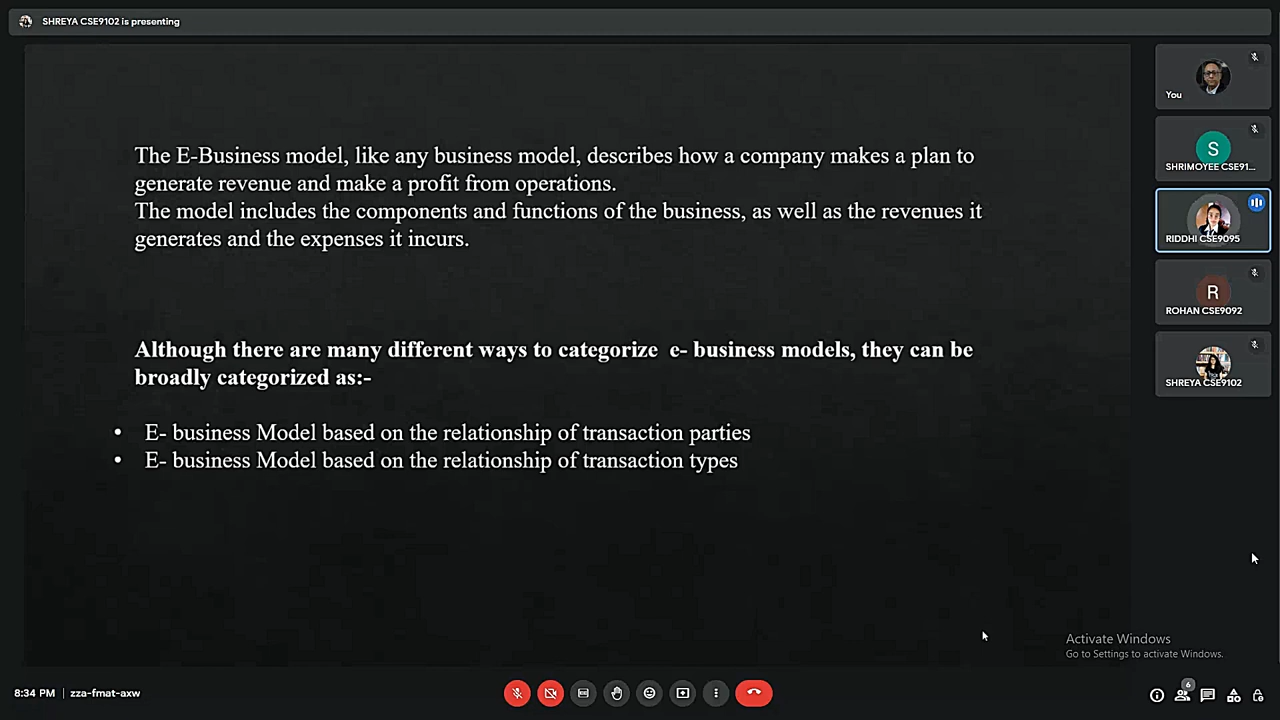 SHREYA CSE9102 is presenting
The E-Business model, like any business model, describes how a company makes a plan to
generate revenue and make a profit from operations.
The model includes the components and functions of the business, as well as the revenues it
generates and the expenses it incurs.
Although there are many different ways to categorize e- business models, they can be
broadly categorized as:-
• E- business Model based on the relationship of transaction parties
• E- business Model based on the relationship of transaction types
You
S
SHRIMOYEE CSE91...
RIDDHI CSE9095
R
ROHAN CSE9092
SHREYA CSE9102
Activate Windows
Go to Settings to activate Windows.
8:34 PM | zza-fmat-axw
6